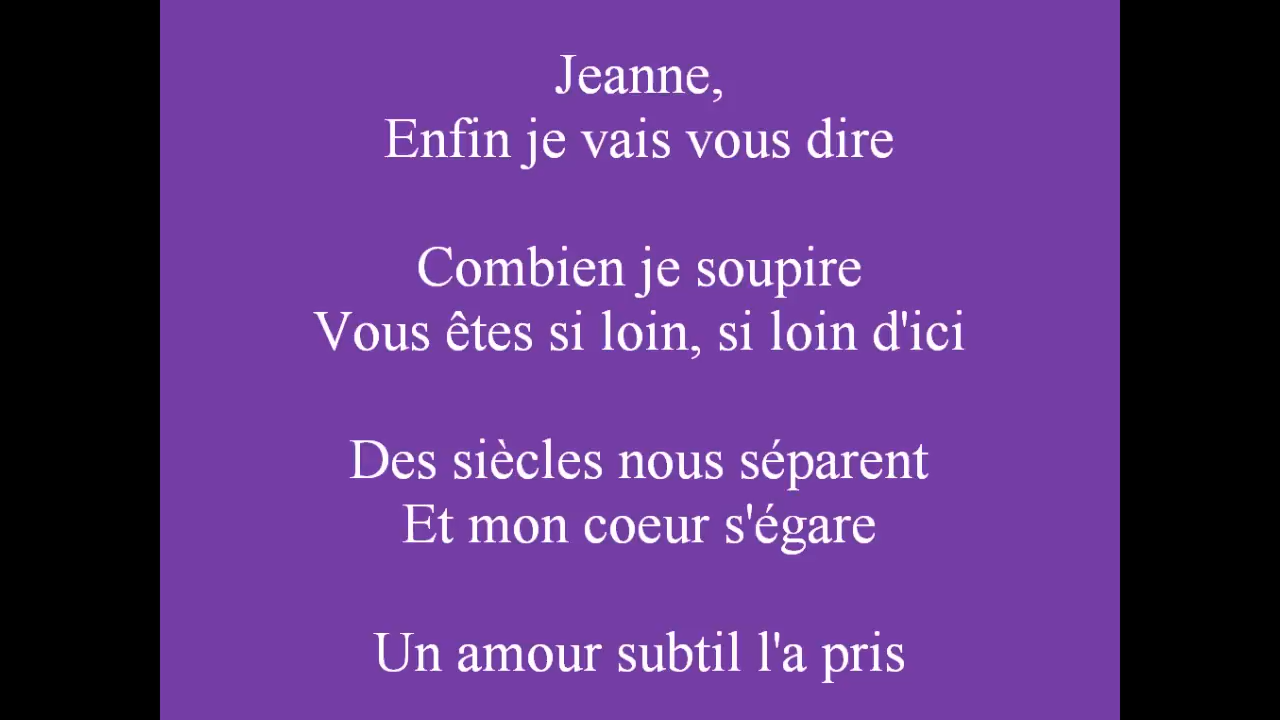 Jeanne,
Enfin je vais vous dire
Combien je soupire
Vous êtes si loin, si loin d'ici
Des siècles nous séparent
Et mon coeur s'égare
Un amour subtil l'a pris